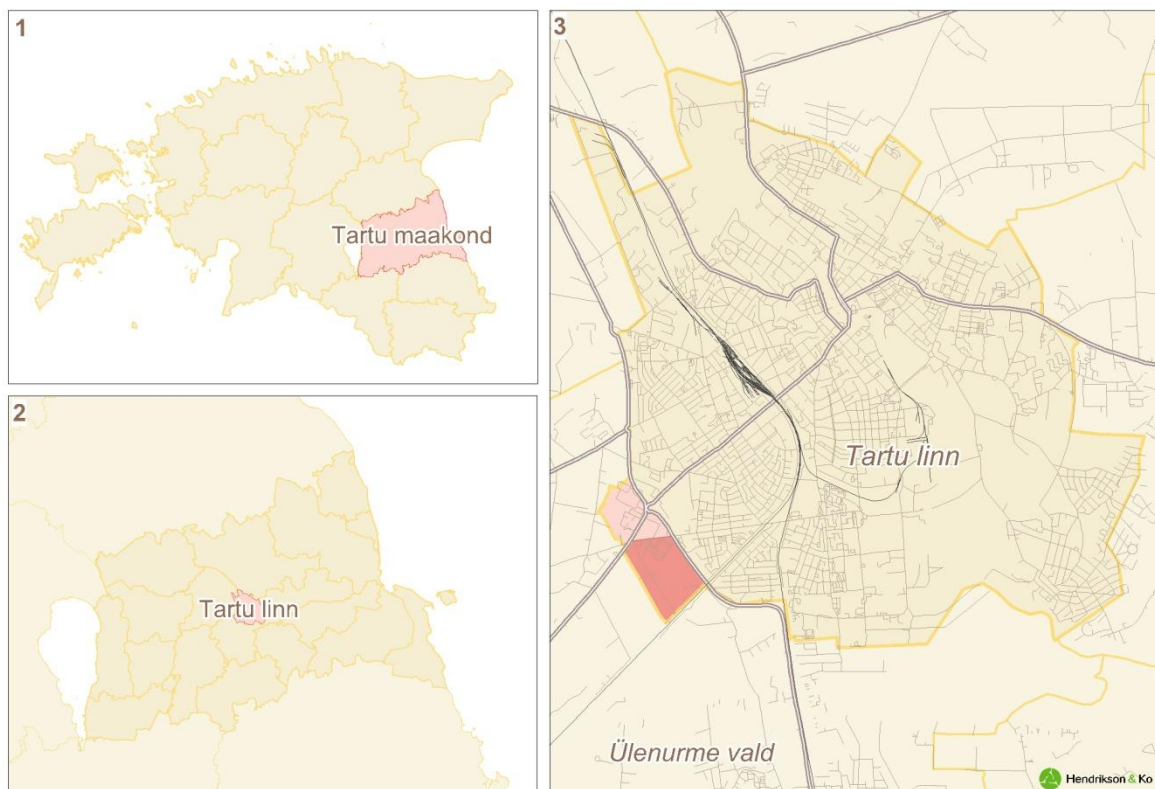 1
Tartu maakond
2
Tartu linn
3
Tartu linn
Ülenurme vald
Hendrikson & Ko